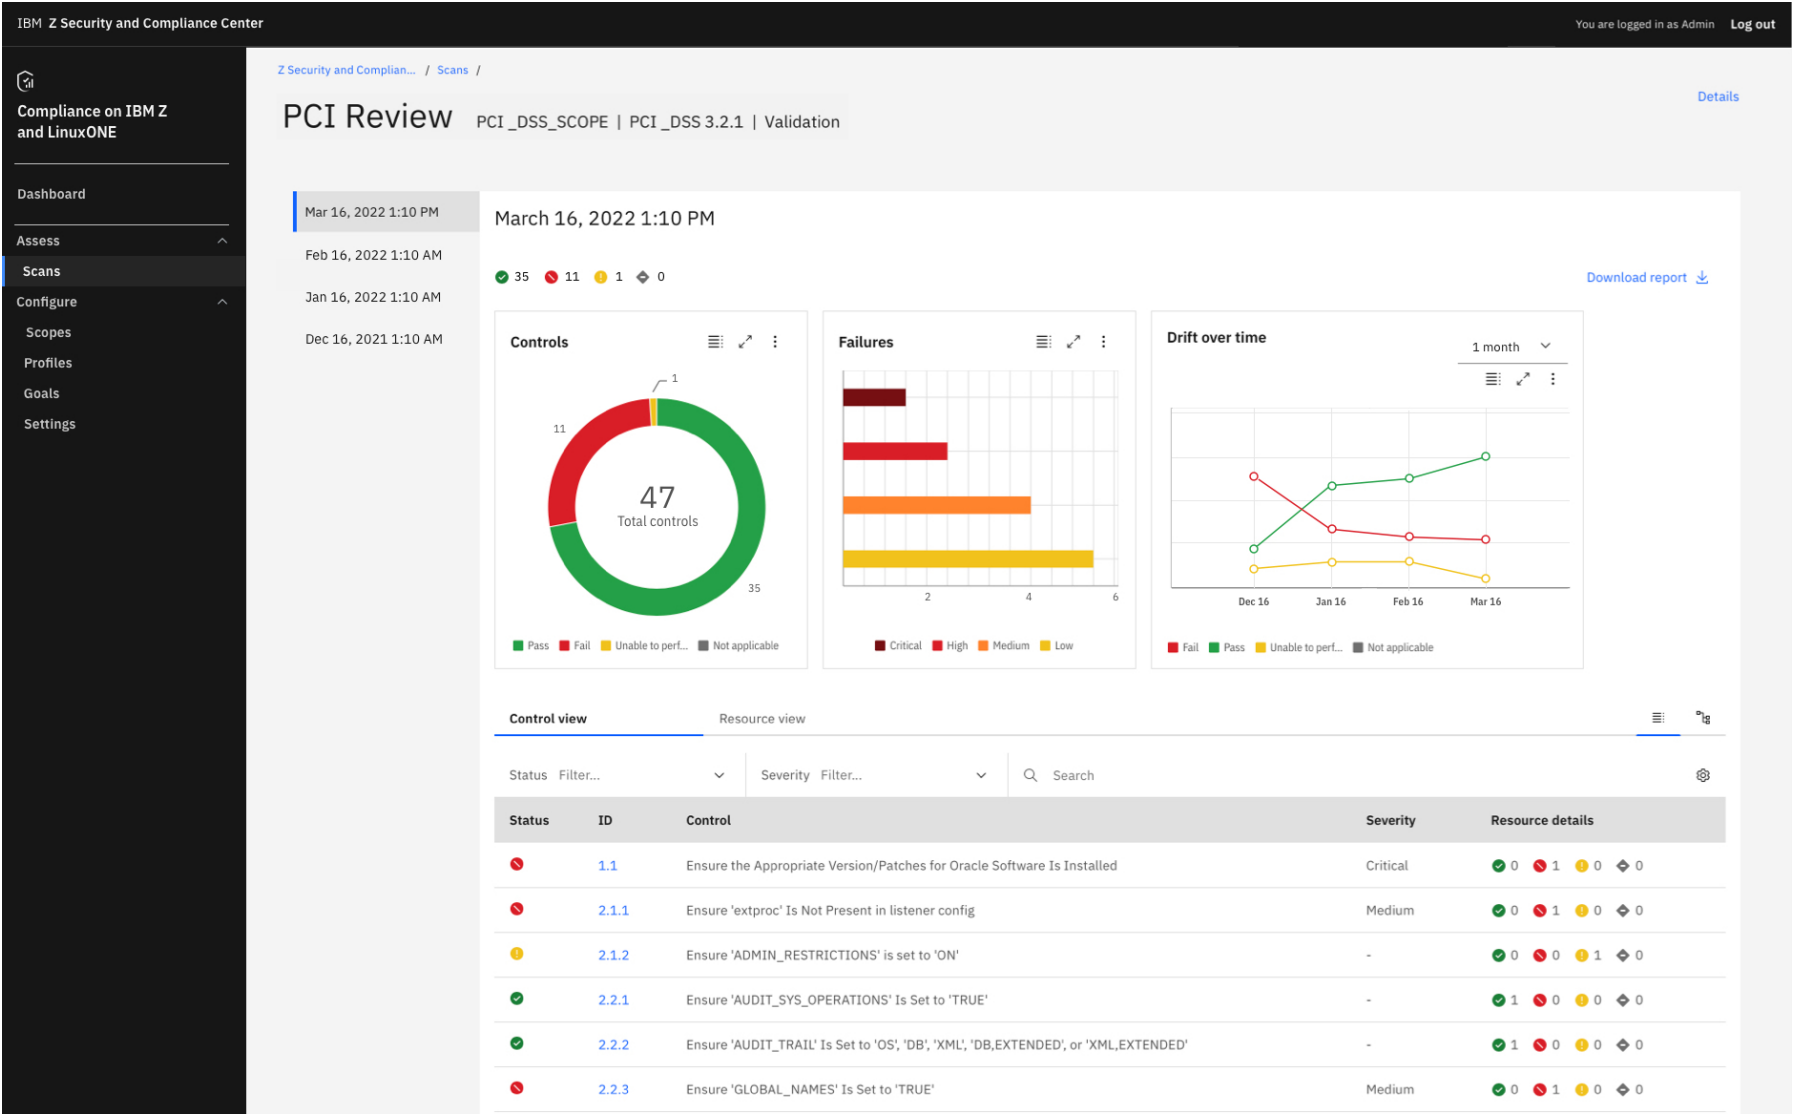 IBM Z Security and Compliance Center
You are logged in as Admin Log out
Compliance on IBM Z
and LinuxONE
Dashboard
Assess
Scans
Configure
Scopes
Profiles
Goals
Settings
Z Security and Complian... / Scans /
PCI Review PCI _DSS_SCOPE | PCI _DSS 3.2.1 | Validation
Details
Mar 16, 2022 1:10 PM
Feb 16, 2022 1:10 AM
Jan 16, 2022 1:10 AM
Dec 16, 2021 1:10 AM
March 16, 2022 1:10 PM
35 11 1 0
Download report
Controls
1
11
47
Total controls
35
Pass Fail Unable to perf... Not applicable
Failures
2 4 6
Critical High Medium Low
Drift over time
1 month
Dec 16 Jan 16 Feb 16 Mar 16
Fail Pass Unable to perf... Not applicable
Control view Resource view
Status Filter... Severity Filter... Search
Status ID Control Severity Resource details
1.1 Ensure the Appropriate Version/Patches for Oracle Software Is Installed Critical 0 1 0 0
2.1.1 Ensure 'extproc' Is Not Present in listener config Medium 0 1 0 0
2.1.2 Ensure 'ADMIN_RESTRICTIONS' is set to 'ON' - 0 0 1 0
2.2.1 Ensure 'AUDIT_SYS_OPERATIONS' Is Set to 'TRUE' - 1 0 0 0
2.2.2 Ensure 'AUDIT_TRAIL' Is Set to 'OS', 'DB', 'XML', 'DB,EXTENDED', or 'XML,EXTENDED' - 1 0 0 0
2.2.3 Ensure 'GLOBAL_NAMES' Is Set to 'TRUE' Medium 0 1 0 0